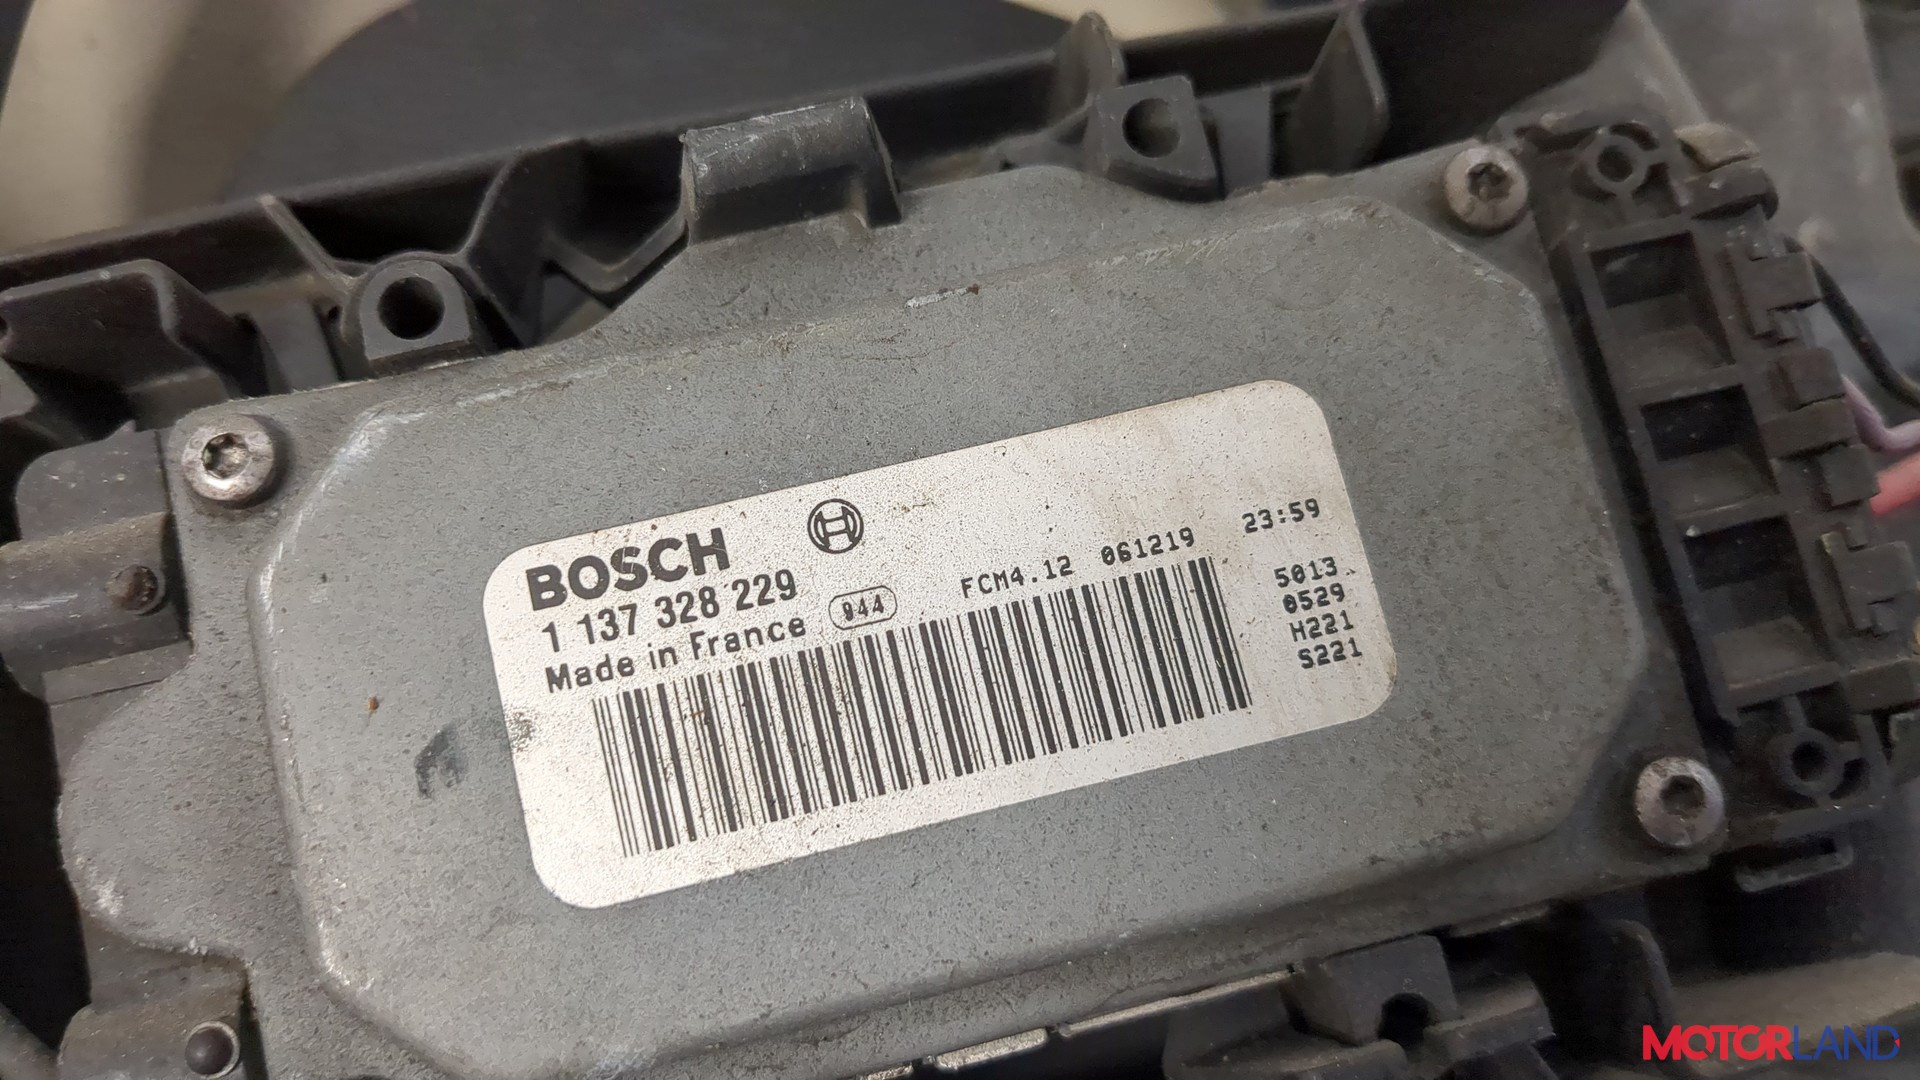 BOSCH
1 137 328 229
Made in France 944
FCM4.12 061219 23:59
5013
0529
H221
S221
MOTORLAND